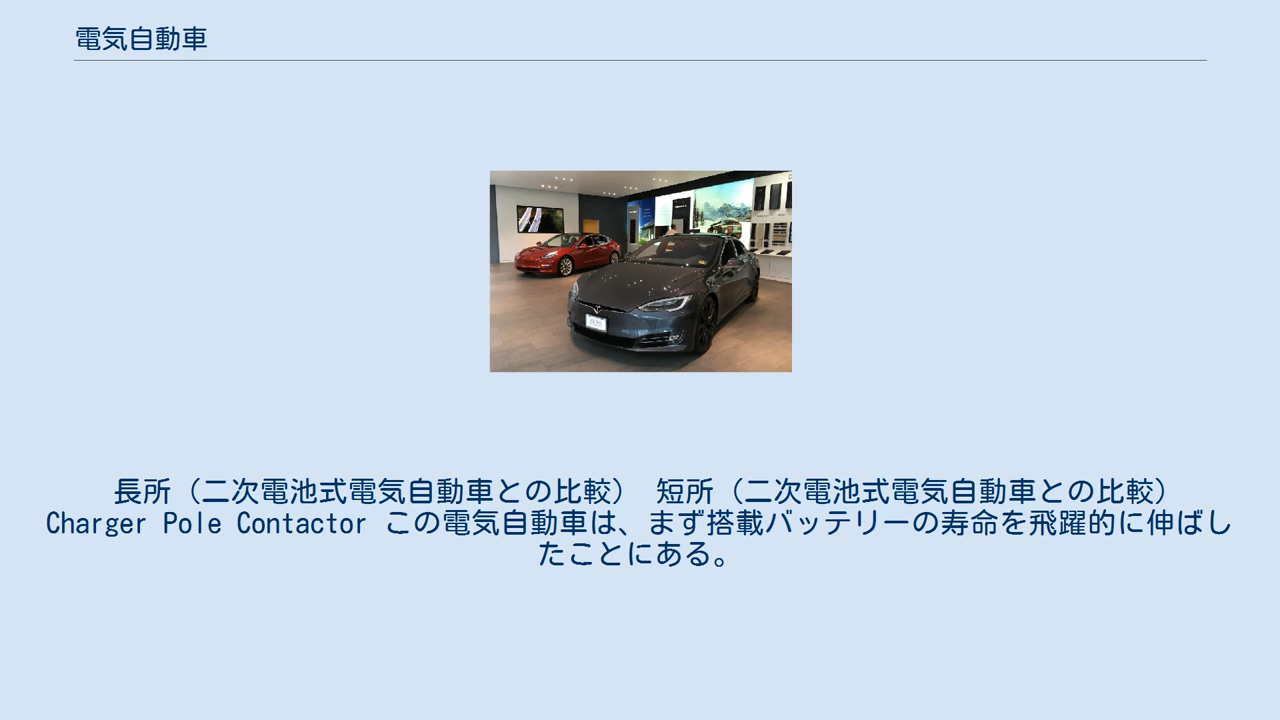 電気自動車
長所（二次電池式電気自動車との比較） 短所（二次電池式電気自動車との比較）
Charger Pole Contactor この電気自動車は、まず搭載バッテリーの寿命を飛躍的に伸ばし
たことにある。